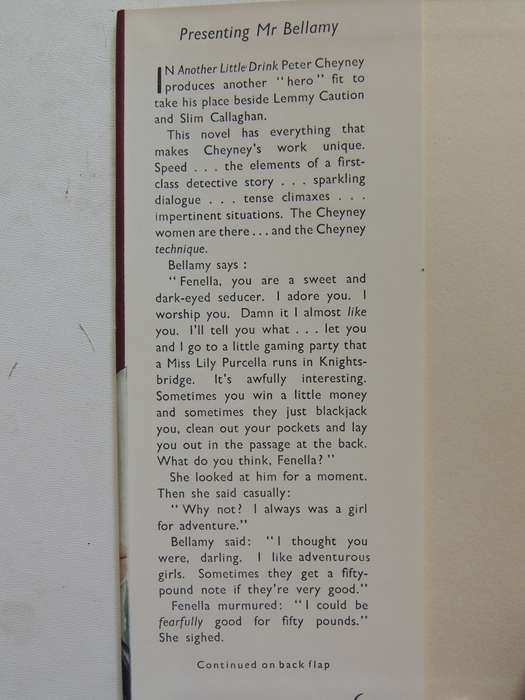 Presenting Mr Bellamy
IN Another Little Drink Peter Cheyney
produces another "hero" fit to
take his place beside Lemmy Caution
and Slim Callaghan.
This novel has everything that
makes Cheyney's work unique.
Speed . . . the elements of a first-
class detective story . . . sparkling
dialogue . . . tense climaxes . . .
impertinent situations. The Cheyney
women are there . . . and the Cheyney
technique.
Bellamy says :
"Fenella, you are a sweet and
dark-eyed seducer. I adore you. I
worship you. Damn it I almost like
you. I'll tell you what . . . let you
and I go to a little gaming party that
a Miss Lily Purcella runs in Knights-
bridge. It's awfully interesting.
Sometimes you win a little money
and sometimes they just blackjack
you, clean out your pockets and lay
you out in the passage at the back.
What do you think, Fenella?"
She looked at him for a moment.
Then she said casually:
"Why not? I always was a girl
for adventure."
Bellamy said: "I thought you
were, darling. I like adventurous
girls. Sometimes they get a fifty-
pound note if they're very good."
Fenella murmured: "I could be
fearfully good for fifty pounds."
She sighed.
Continued on back flap